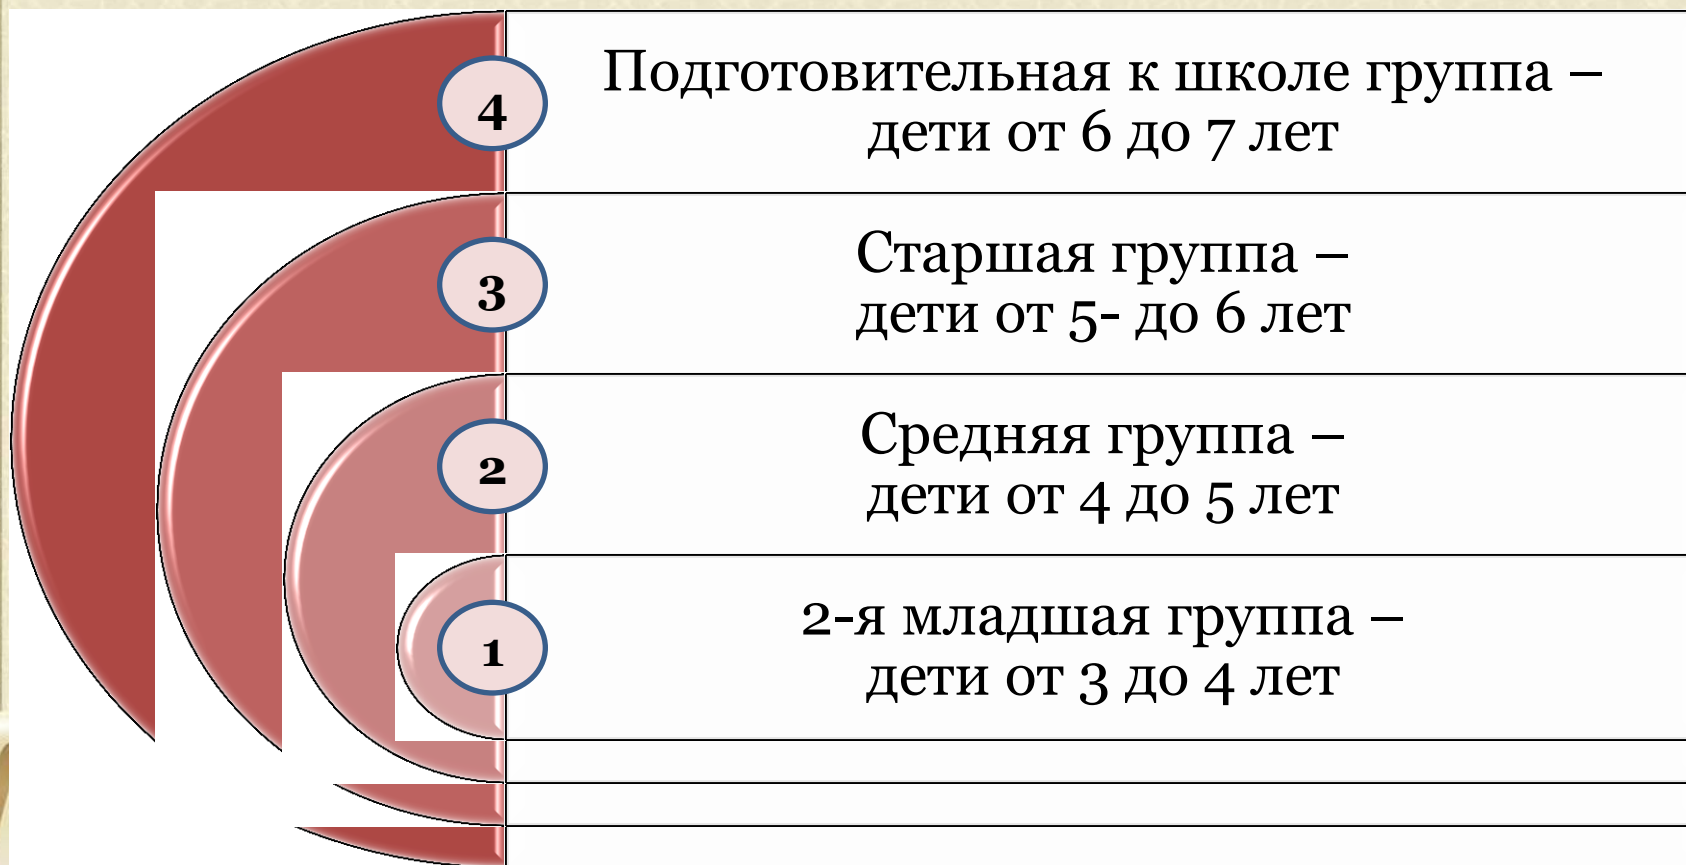 4
Подготовительная к школе группа –
дети от 6 до 7 лет
3
Старшая группа –
дети от 5- до 6 лет
2
Средняя группа –
дети от 4 до 5 лет
1
2-я младшая группа –
дети от 3 до 4 лет